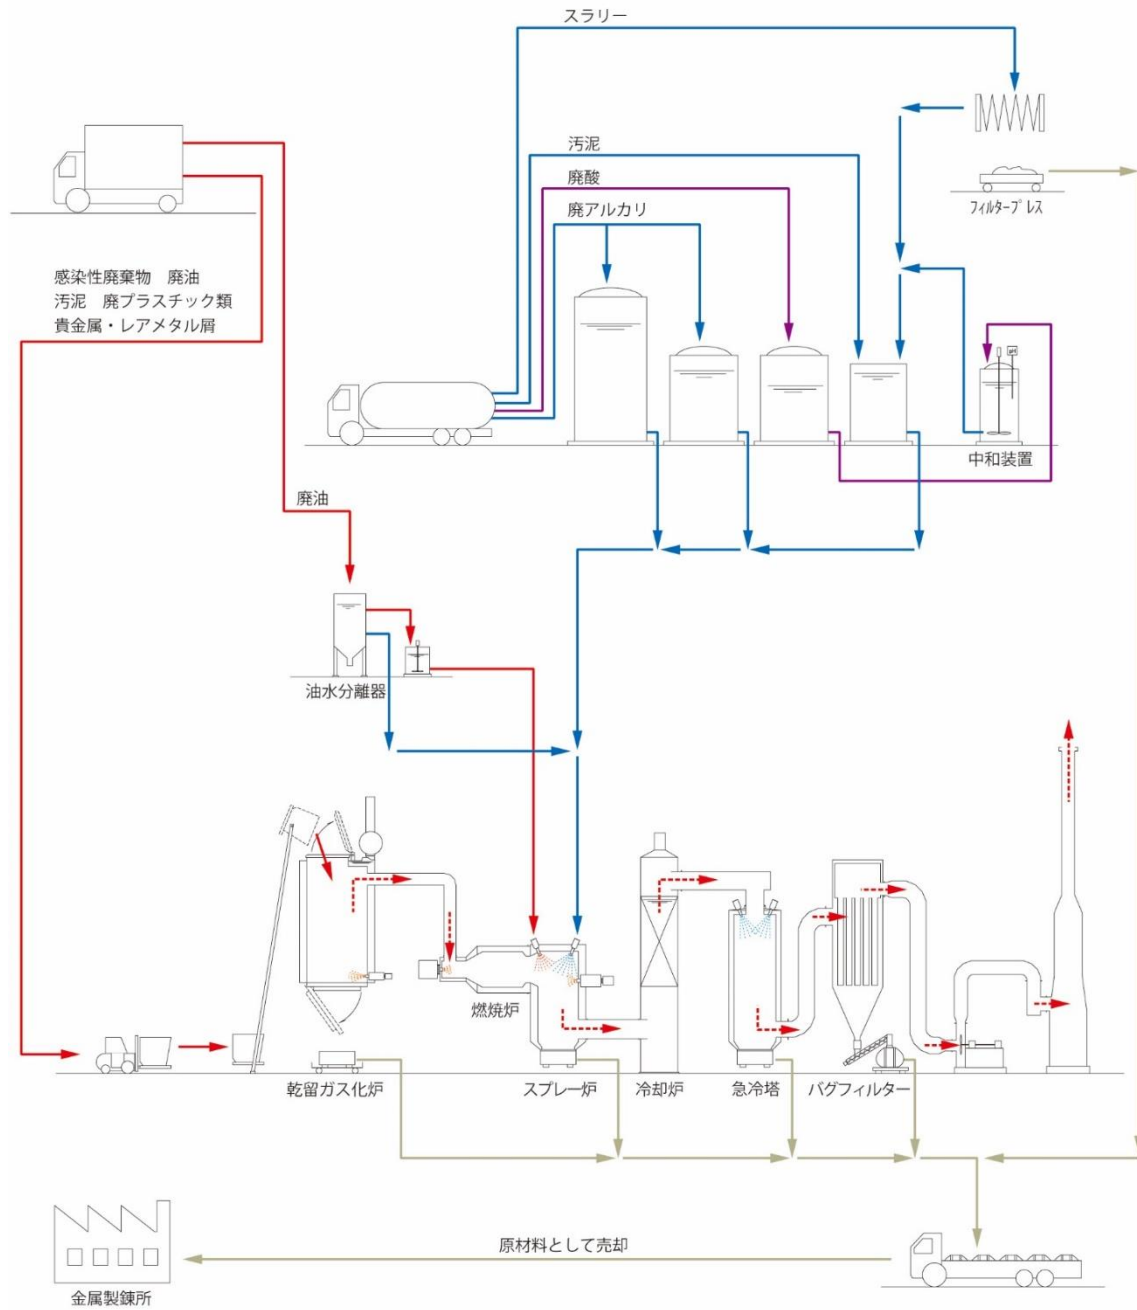 スラリー
汚泥
廃酸
廃アルカリ
フィルタープレス
感染性廃棄物　廃油
汚泥　廃プラスチック類
貴金属・レアメタル屑
pH
中和装置
廃油
油水分離器
燃焼炉
乾留ガス化炉
スプレー炉
冷却炉
急冷塔
バグフィルター
原材料として売却
金属製錬所